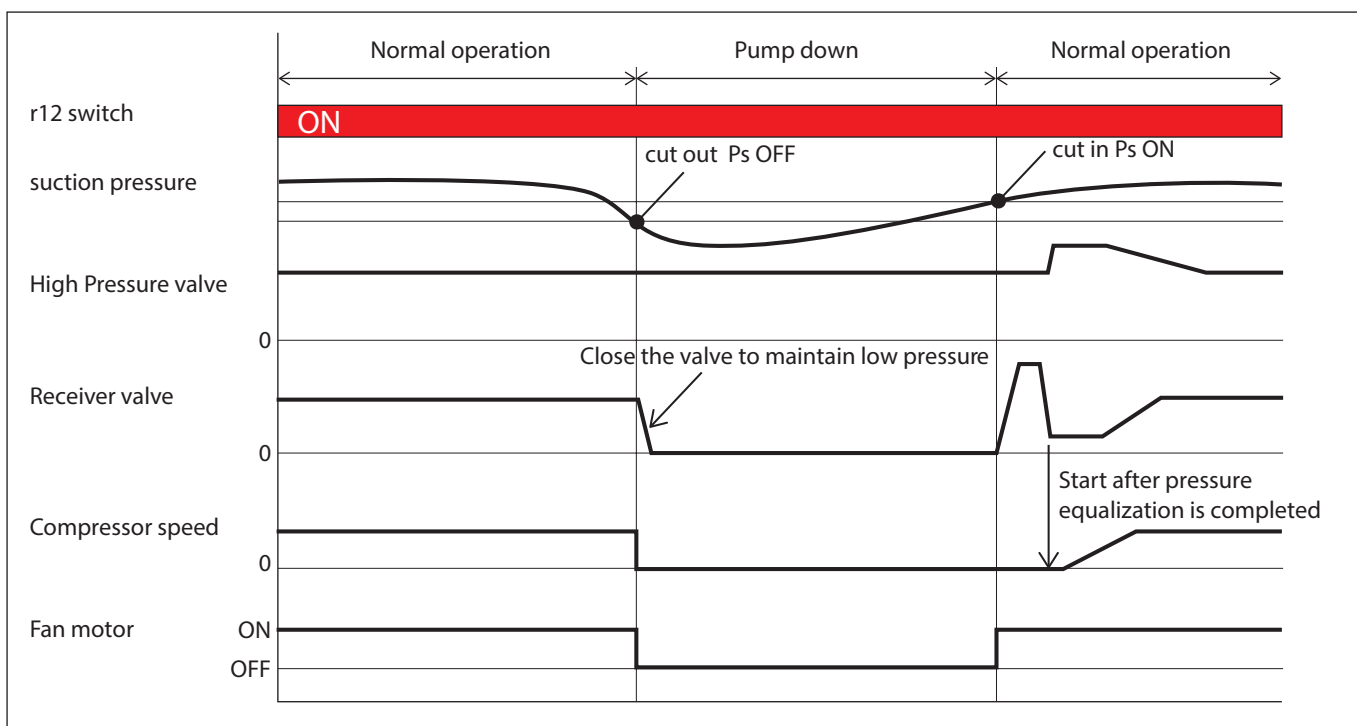 Normal operation
Pump down
Normal operation
r12 switch
ON
cut out Ps OFF
cut in Ps ON
suction pressure
High Pressure valve
0
Close the valve to maintain low pressure
Receiver valve
0
Start after pressure
equalization is completed
Compressor speed
0
Fan motor
ON
OFF